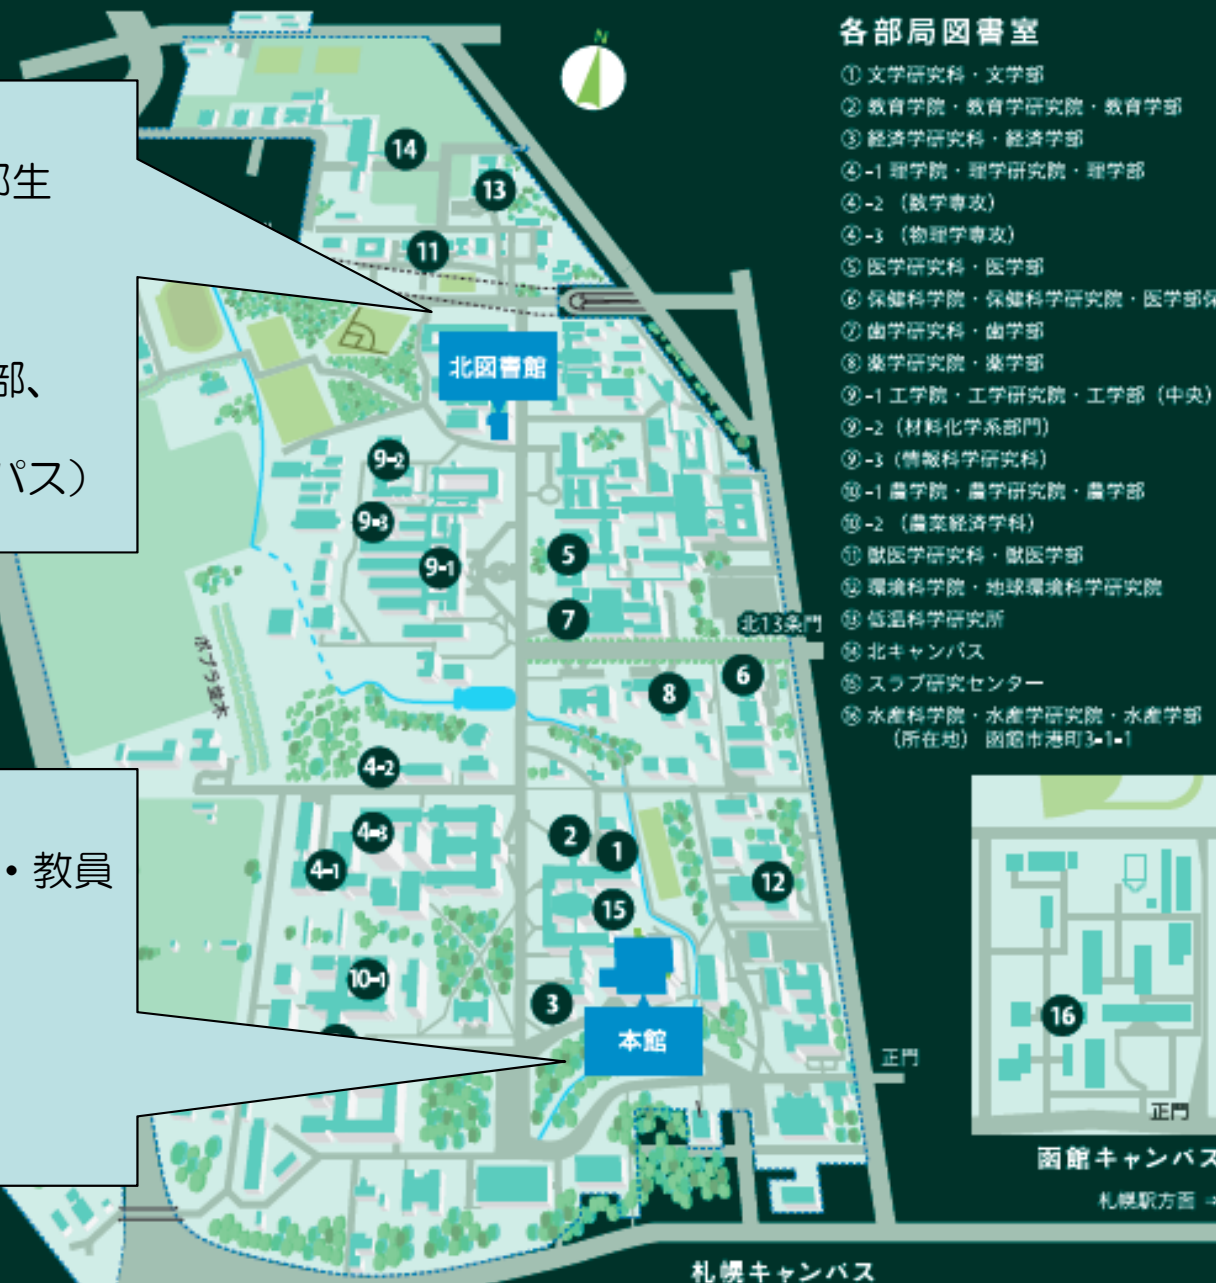 N
各部局図書室
① 文学研究科・文学部
② 教育学院・教育学研究院・教育学部
③ 経済学研究科・経済学部
④-1 理学院・理学研究院・理学部
④-2 （数学専攻）
④-3 （物理学専攻）
⑤ 医学研究科・医学部
⑥ 保健科学院・保健科学研究院・医学部保
⑦ 歯学研究科・歯学部
⑧ 薬学研究院・薬学部
⑨-1 工学院・工学研究院・工学部（中央）
⑨-2（材料化学系部門）
⑨-3（情報科学研究科）
⑩-1 農学院・農学研究院・農学部
⑩-2 （農業経済学科）
⑪ 獣医学研究科・獣医学部
⑫ 環境科学院・地球環境科学研究院
⑬ 低温科学研究所
⑭ 北キャンパス
⑮ スラブ研究センター
⑯ 水産科学院・水産学研究院・水産学部
（所在地） 函館市港町3-1-1
部生
部、
パス）
・教員
14
13
11
北図書館
9-2
9-3
9-1
5
7
北13条門
6
8
ポプラ並木
4-2
4-3
4-1
2
1
15
12
10-1
3
本館
正門
16
正門
函館キャンパス
札幌駅方面 →
札幌キャンパス